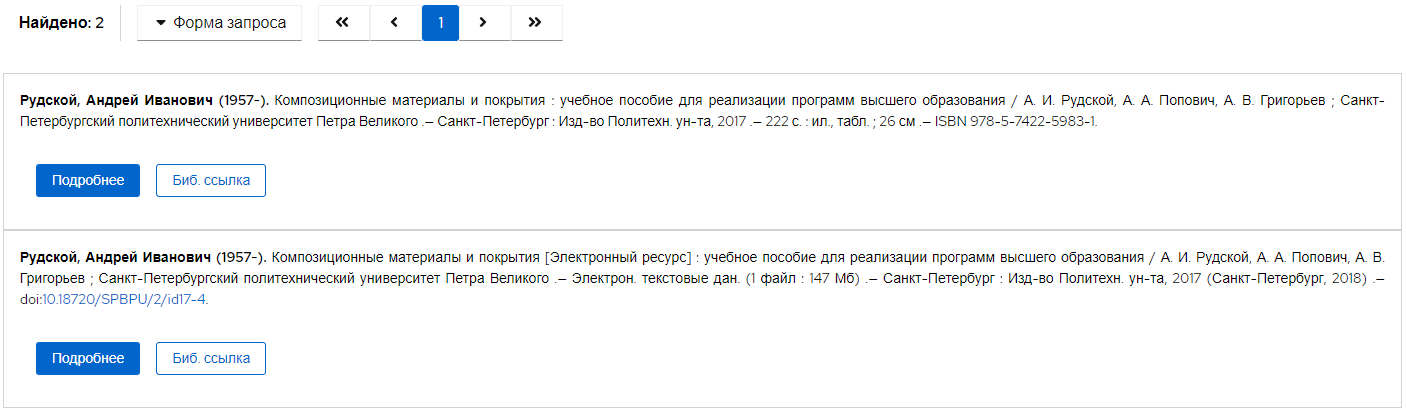 Найдено: 2 Форма запроса « ‹ 1 › »
Рудской, Андрей Иванович (1957-). Композиционные материалы и покрытия : учебное пособие для реализации программ высшего образования / А. И. Рудской, А. А. Попович, А. В. Григорьев ; Санкт-
Петербургский политехнический университет Петра Великого .— Санкт-Петербург : Изд-во Политехн. ун-та, 2017 .— 222 с. : ил., табл. ; 26 см .— ISBN 978-5-7422-5983-1.
Подробнее Биб. ссылка
Рудской, Андрей Иванович (1957-). Композиционные материалы и покрытия [Электронный ресурс] : учебное пособие для реализации программ высшего образования / А. И. Рудской, А. А. Попович, А. В.
Григорьев ; Санкт-Петербургский политехнический университет Петра Великого .— Электрон. текстовые дан. (1 файл : 147 Мб) .— Санкт-Петербург : Изд-во Политехн. ун-та, 2017 (Санкт-Петербург, 2018) .—
doi:10.18720/SPBPU/2/id17-4.
Подробнее Биб. ссылка